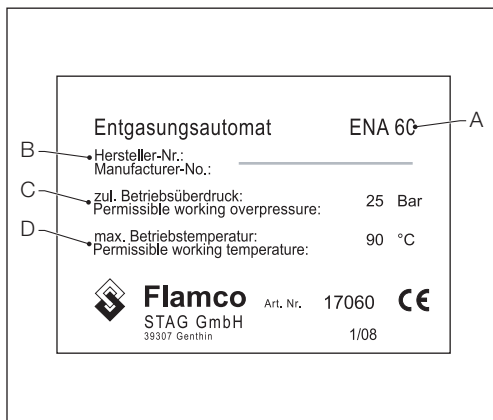 Entgasungsautomat ENA 60 A
B Hersteller-Nr.:
Manufacturer-No.:
C zul. Betriebsüberdruck:
Permissible working overpressure: 25 Bar
D max. Betriebstemperatur:
Permissible working temperature: 90 °C
Flamco Art. Nr. 17060 CE
STAG GmbH
39307 Genthin 1/08